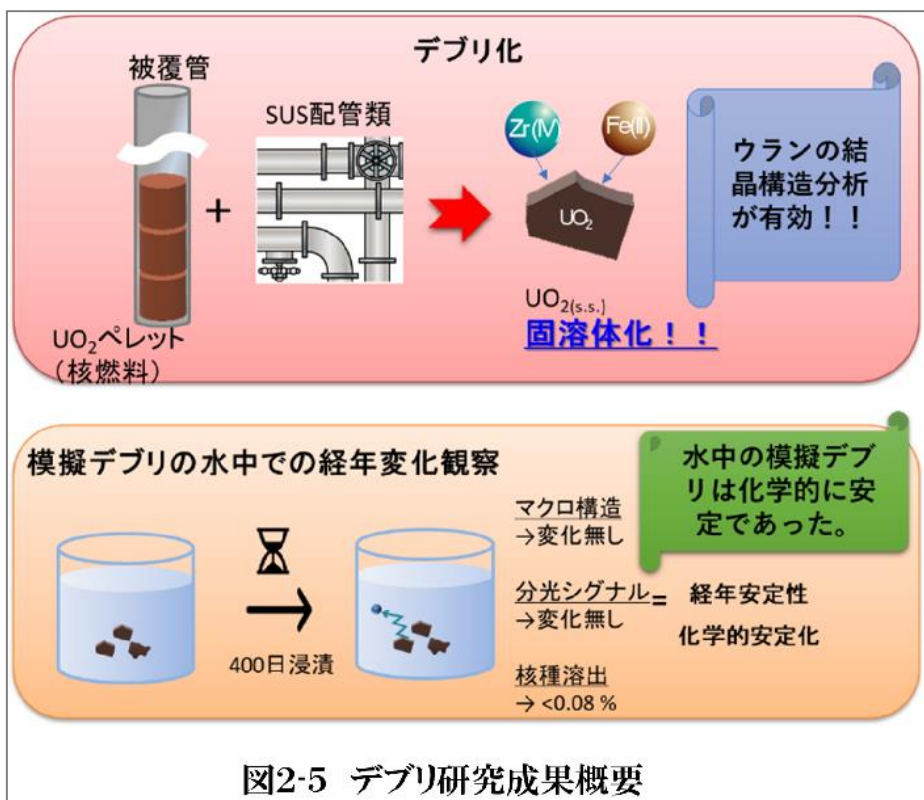 デブリ化
被覆管
SUS配管類
+
Zr(IV)
Fe(II)
UO₂
ウランの結
晶構造分析
が有効！！
UO₂ペレット
（核燃料）
UO₂(s.s.)
固溶体化！！
模擬デブリの水中での経年変化観察
水中の模擬デブ
リは化学的に安
定であった。
400日浸漬
マクロ構造
→変化無し
分光シグナル
→変化無し
核種溶出
→ <0.08 %
= 経年安定性
化学的安定化
図2-5 デブリ研究成果概要